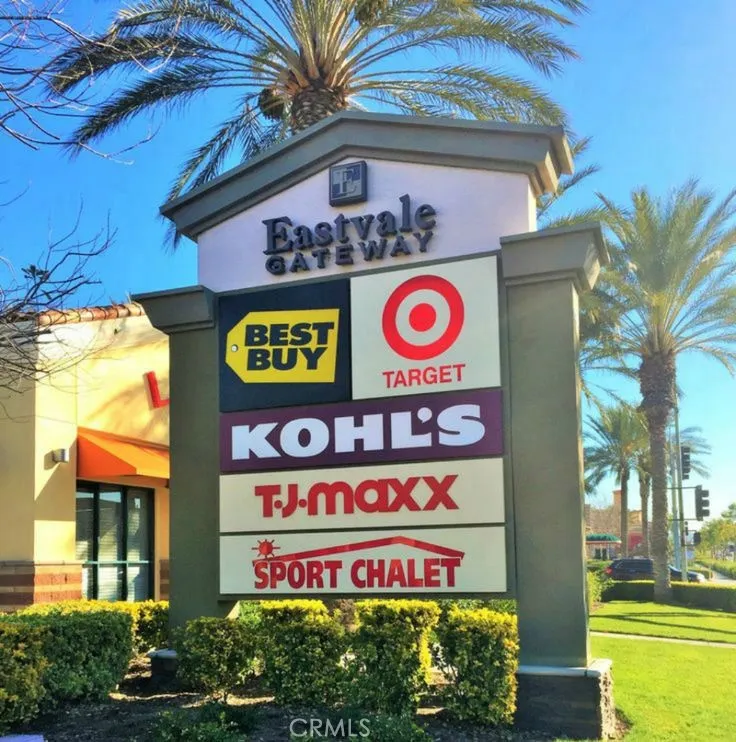 E
Eastvale
GATEWAY
BEST
BUY
TARGET
KOHL'S
T·J·maxx
SPORT CHALET
L
CRMLS